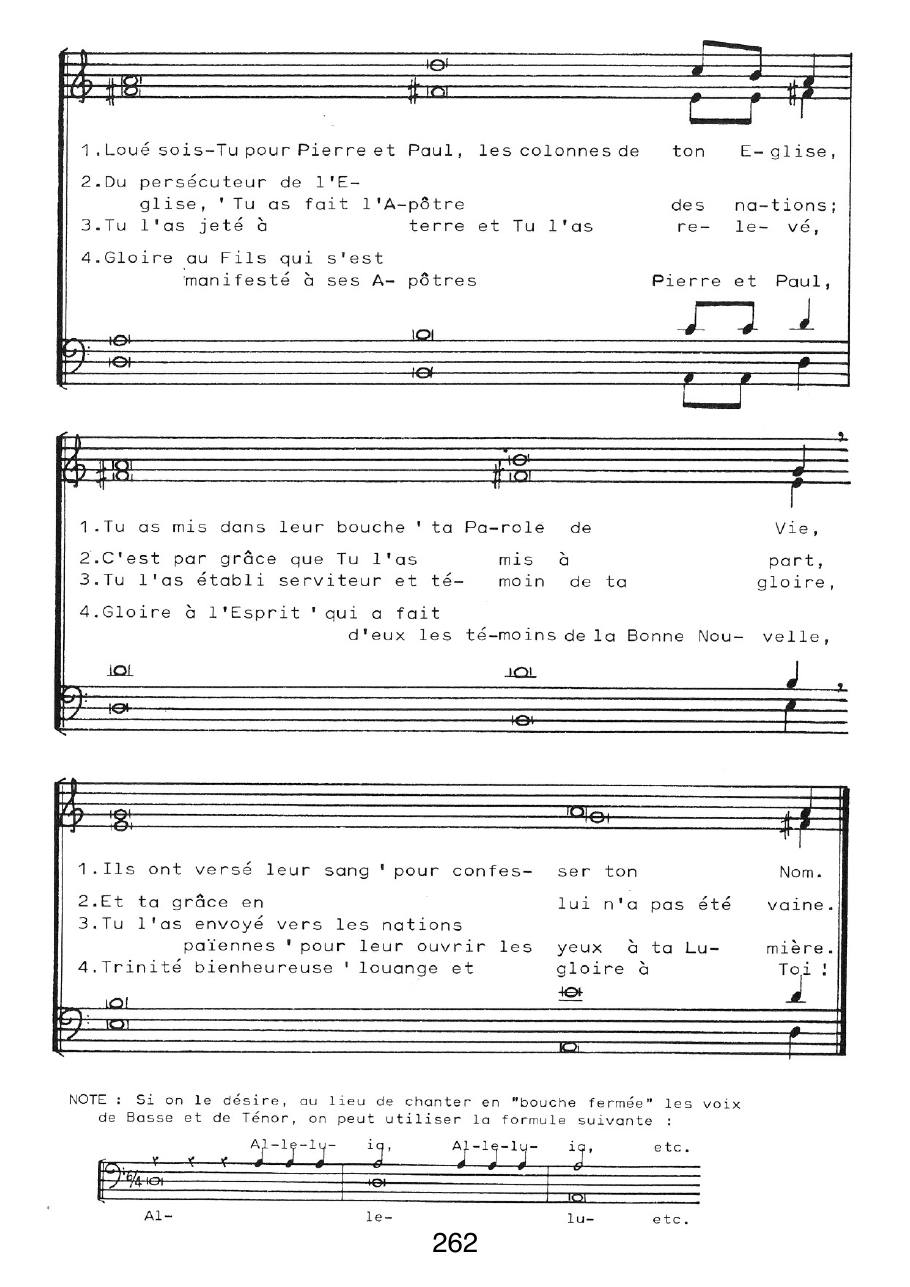 1.Loué sois-Tu pour Pierre et Paul, les colonnes de ton E-glise,
2.Du persécuteur de l'E-
glise, ' Tu as fait l'A-pôtre des na-tions;
3.Tu l'as jeté à terre et Tu l'as re- le- vé,
4.Gloire au Fils qui s'est
manifesté à ses A- pôtres Pierre et Paul,
1.Tu as mis dans leur bouche ' ta Pa-role de Vie,
2.C'est par grâce que Tu l'as mis à part,
3.Tu l'as établi serviteur et té- moin de ta gloire,
4.Gloire à l'Esprit ' qui a fait
d'eux les té-moins de la Bonne Nou- velle,
1.Ils ont versé leur sang ' pour confes- ser ton Nom.
2.Et ta grâce en lui n'a pas été vaine.
3.Tu l'as envoyé vers les nations
païennes ' pour leur ouvrir les yeux à ta Lu- mière.
4.Trinité bienheureuse ' louange et gloire à Toi !
NOTE : Si on le désire, au lieu de chanter en "bouche fermée" les voix
de Basse et de Ténor, on peut utiliser la formule suivante :
Al-le-lu- ia, Al-le-lu- ia, etc.
6/4
Al- le- lu- etc.
262